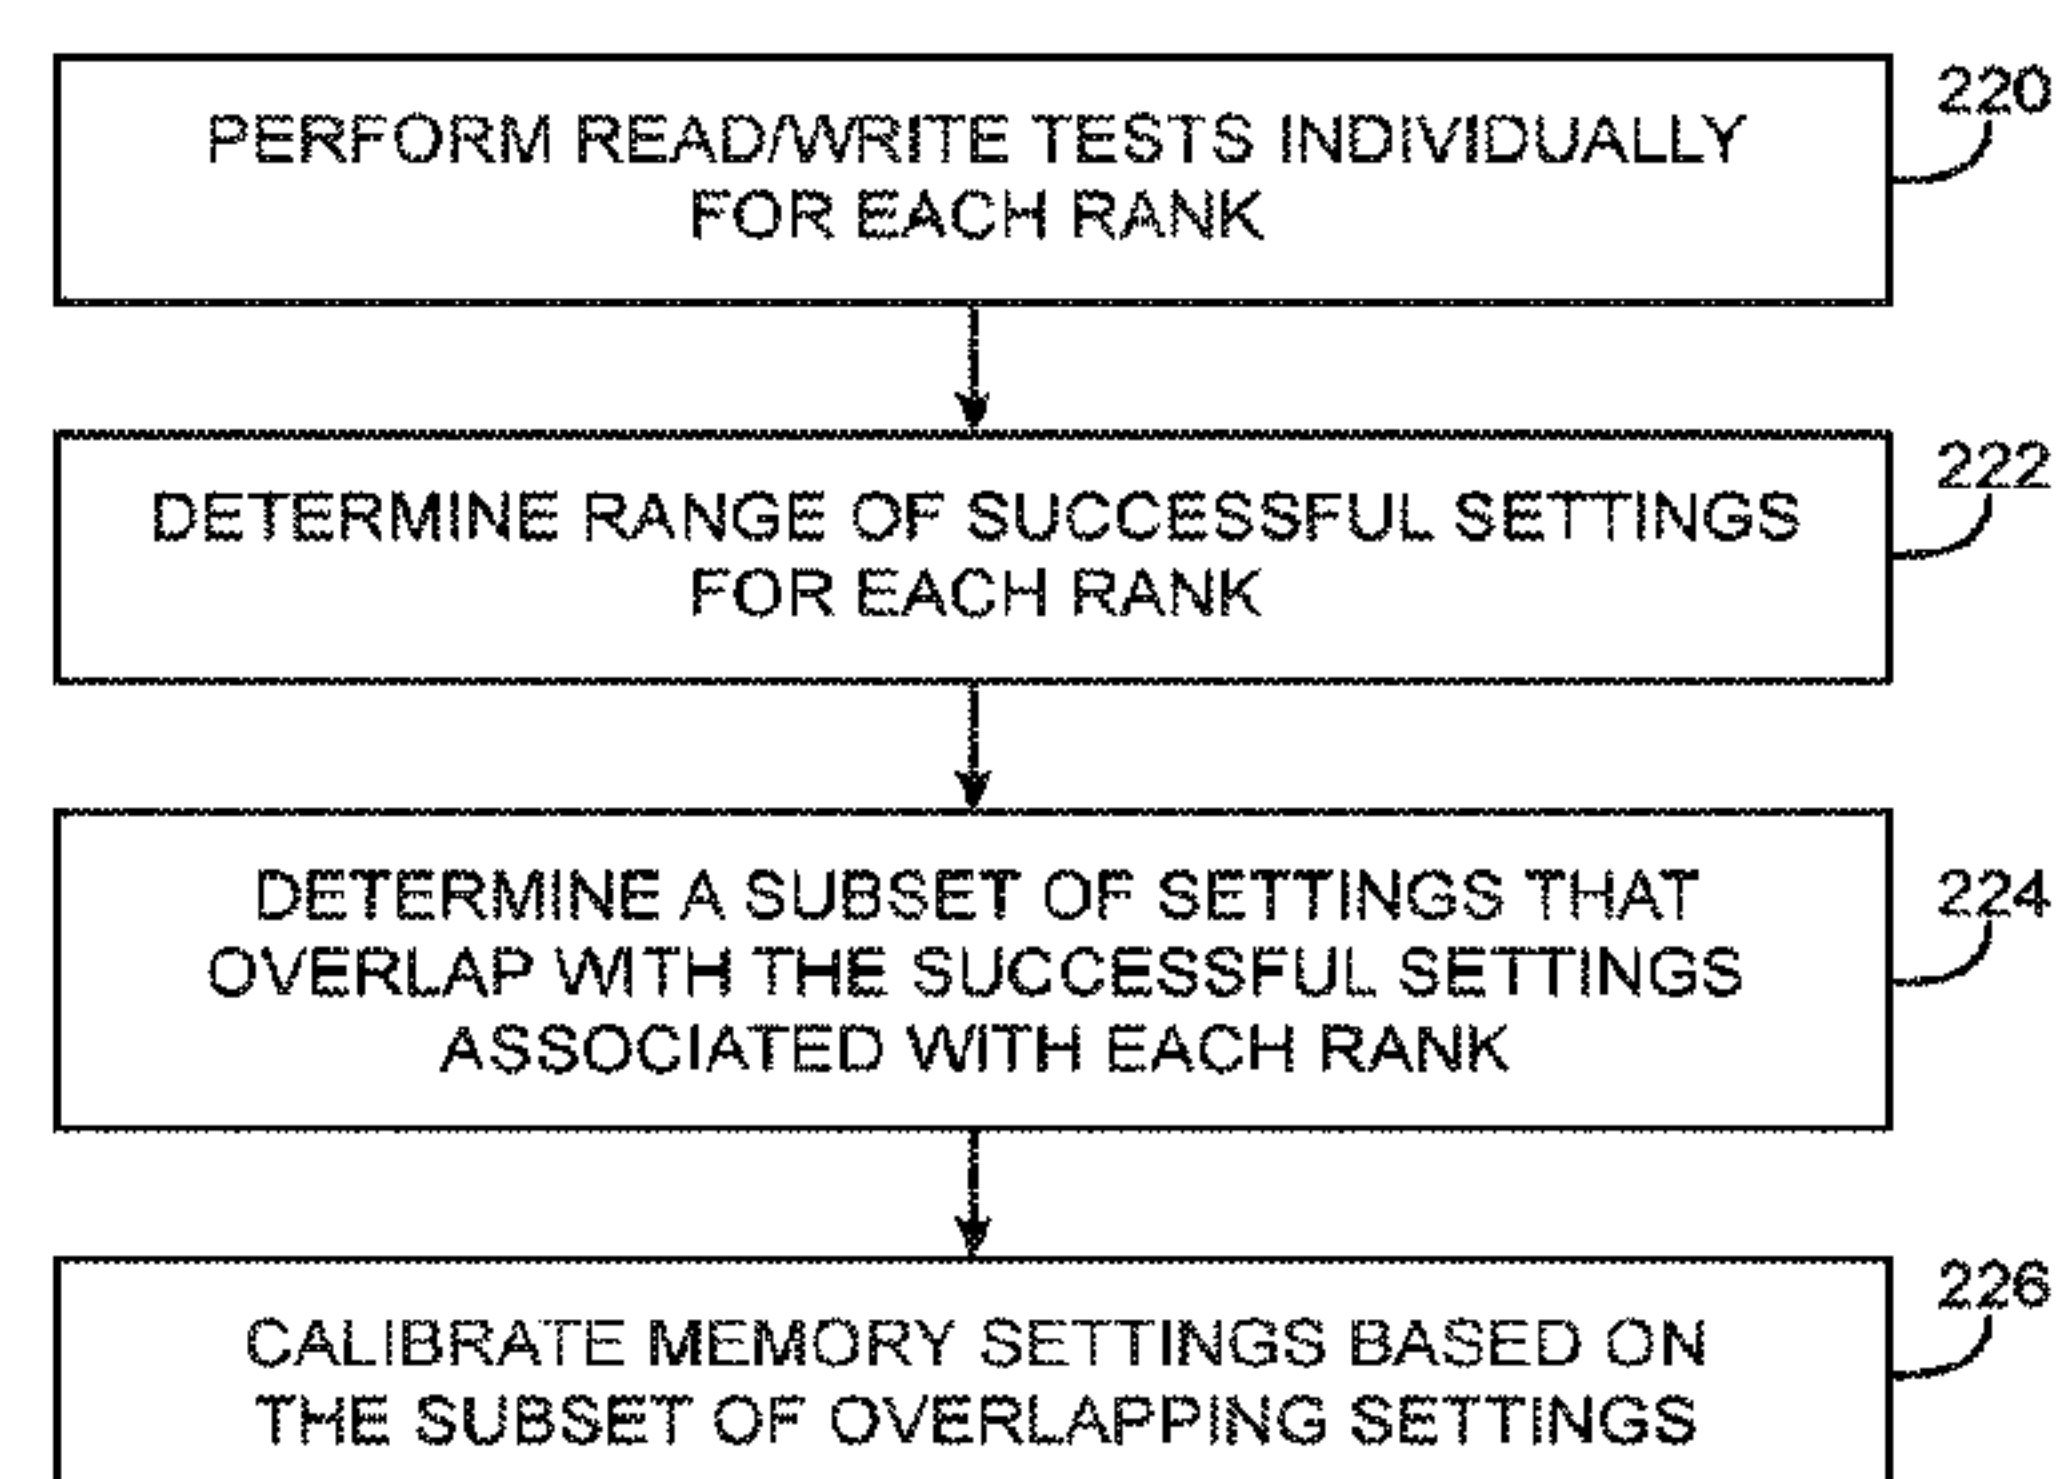 PERFORM READ/WRITE TESTS INDIVIDUALLY
FOR EACH RANK
220
DETERMINE RANGE OF SUCCESSFUL SETTINGS
FOR EACH RANK
222
DETERMINE A SUBSET OF SETTINGS THAT
OVERLAP WITH THE SUCCESSFUL SETTINGS
ASSOCIATED WITH EACH RANK
224
CALIBRATE MEMORY SETTINGS BASED ON
THE SUBSET OF OVERLAPPING SETTINGS
226